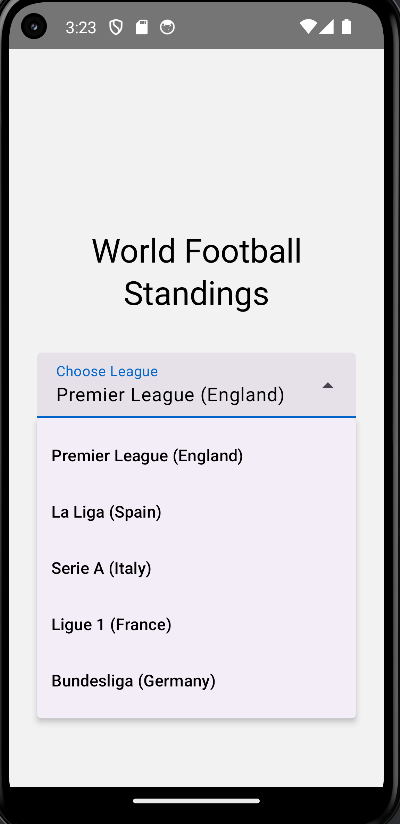 3:23
World Football
Standings
Choose League
Premier League (England)
Premier League (England)
La Liga (Spain)
Serie A (Italy)
Ligue 1 (France)
Bundesliga (Germany)